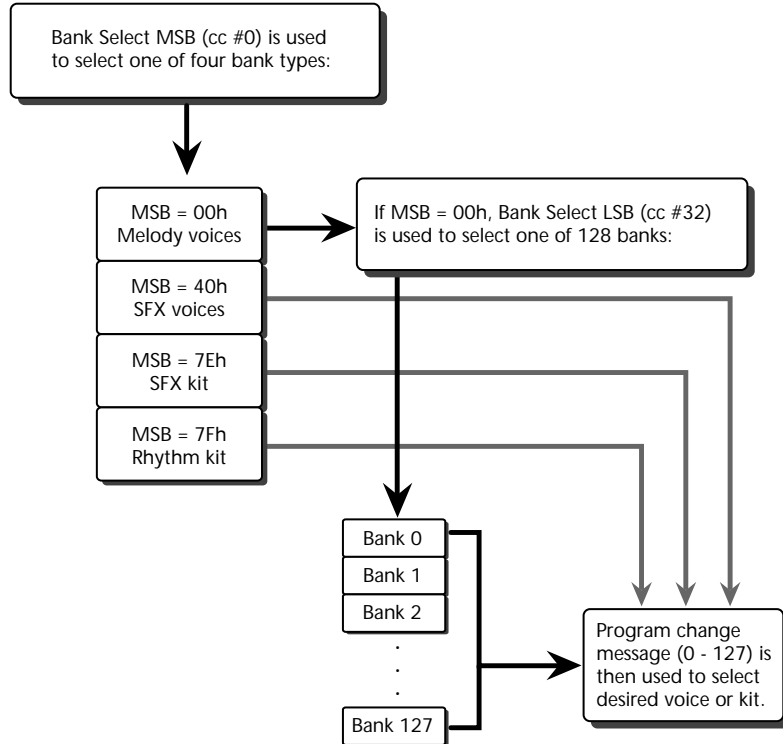 Bank Select MSB (cc #0) is used
to select one of four bank types:
MSB = 00h
Melody voices
If MSB = 00h, Bank Select LSB (cc #32)
is used to select one of 128 banks:
MSB = 40h
SFX voices
MSB = 7Eh
SFX kit
MSB = 7Fh
Rhythm kit
Bank 0
Bank 1
Bank 2
.
.
.
.
Bank 127
Program change
message (0 - 127) is
then used to select
desired voice or kit.